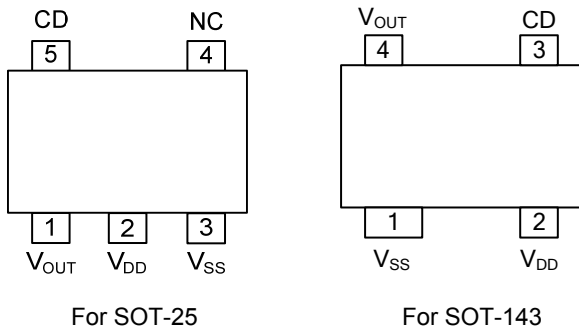 CD NC
5 4
1 2 3
VOUT VDD VSS
For SOT-25
VOUT CD
4 3
1 2
VSS VDD
For SOT-143